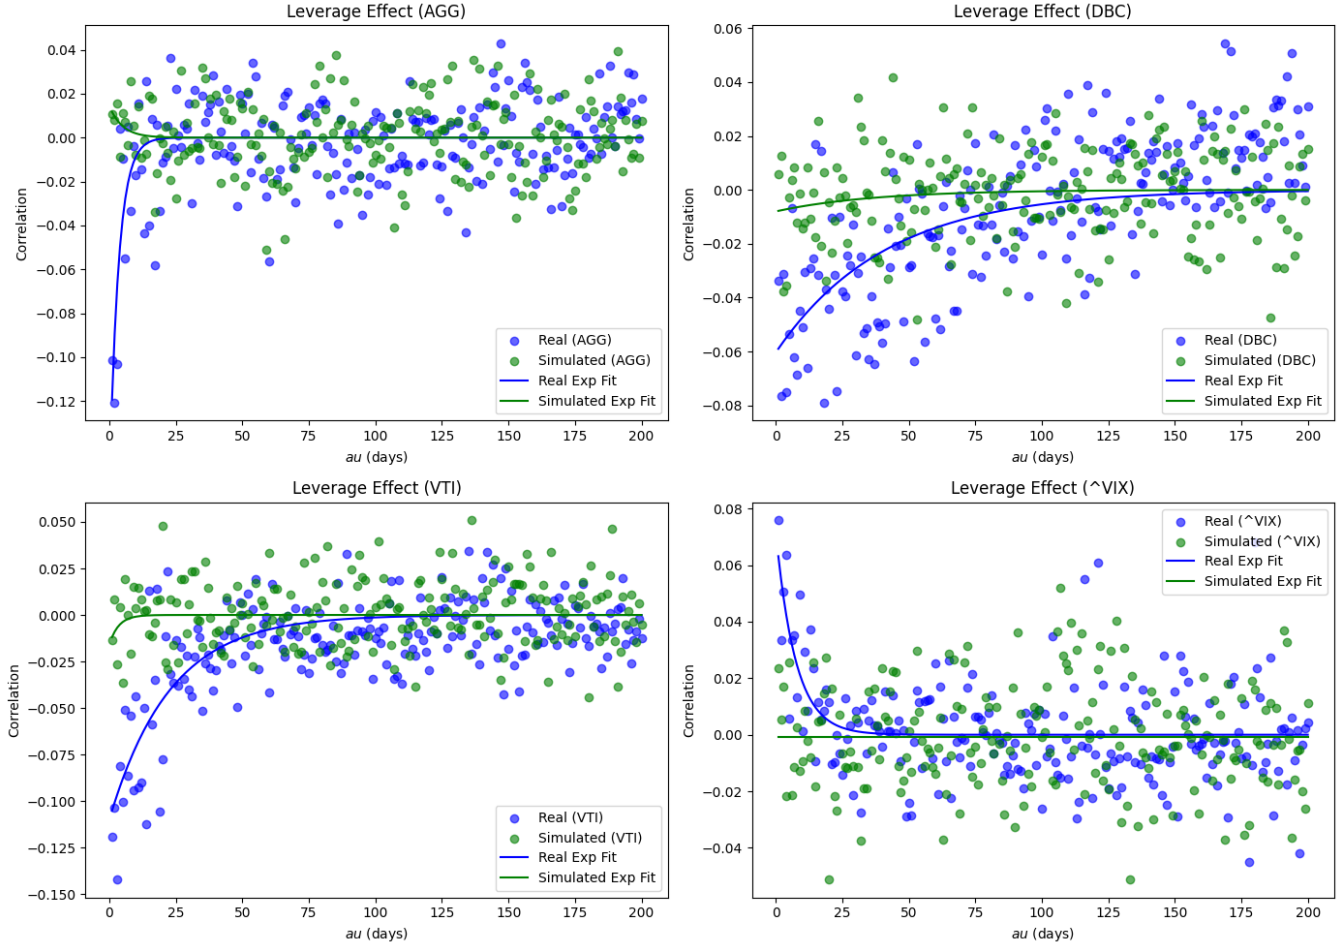 Leverage Effect (AGG)
0.04
0.02
0.00
−0.02
−0.04
−0.06
−0.08
−0.10
−0.12
Correlation
0 25 50 75 100 125 150 175 200
au (days)
Real (AGG)
Simulated (AGG)
Real Exp Fit
Simulated Exp Fit
Leverage Effect (DBC)
0.06
0.04
0.02
0.00
−0.02
−0.04
−0.06
−0.08
Correlation
0 25 50 75 100 125 150 175 200
au (days)
Real (DBC)
Simulated (DBC)
Real Exp Fit
Simulated Exp Fit
Leverage Effect (VTI)
0.050
0.025
0.000
−0.025
−0.050
−0.075
−0.100
−0.125
−0.150
Correlation
0 25 50 75 100 125 150 175 200
au (days)
Real (VTI)
Simulated (VTI)
Real Exp Fit
Simulated Exp Fit
Leverage Effect (^VIX)
0.08
0.06
0.04
0.02
0.00
−0.02
−0.04
Correlation
0 25 50 75 100 125 150 175 200
au (days)
Real (^VIX)
Simulated (^VIX)
Real Exp Fit
Simulated Exp Fit